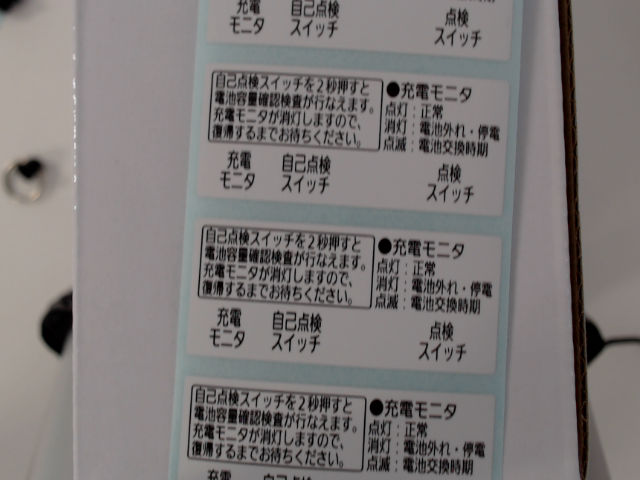 充電 自己点検 点検
モニタ スイッチ スイッチ
自己点検スイッチを2秒押すと
電池容量確認検査が行なえます。
充電モニタが消灯しますので、
復帰するまでお待ちください。
●充電モニタ
点灯:正常
消灯:電池外れ・停電
点滅:電池交換時期
充電 自己点検 点検
モニタ スイッチ スイッチ
自己点検スイッチを2秒押すと
電池容量確認検査が行なえます。
充電モニタが消灯しますので、
復帰するまでお待ちください。
●充電モニタ
点灯:正常
消灯:電池外れ・停電
点滅:電池交換時期
充電 自己点検 点検
モニタ スイッチ スイッチ
自己点検スイッチを2秒押すと
電池容量確認検査が行なえます。
充電モニタが消灯しますので、
復帰するまでお待ちください。
●充電モニタ
点灯:正常
消灯:電池外れ・停電
点滅:電池交換時期
充電 自己点検